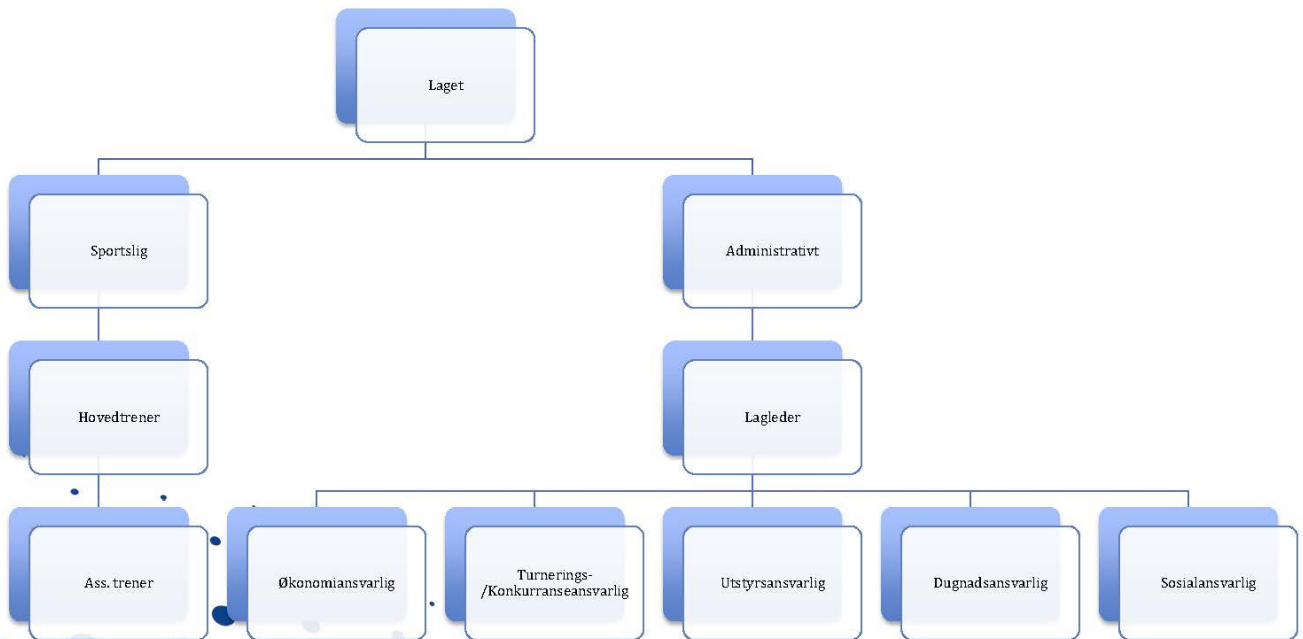 Laget
Sportslig
Administrativt
Hovedtrener
Lagleder
Ass. trener
Økonomiansvarlig
Turnerings-
/Konkurranseansvarlig
Utstyrsansvarlig
Dugnadsansvarlig
Sosialansvarlig